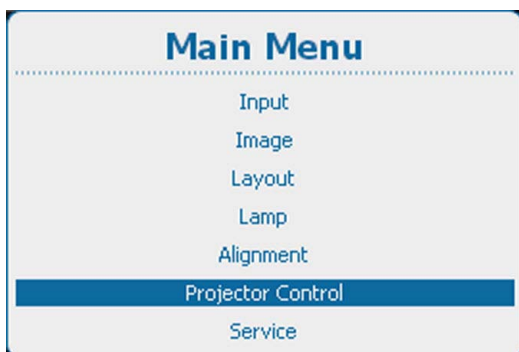 Main Menu
Input
Image
Layout
Lamp
Alignment
Projector Control
Service